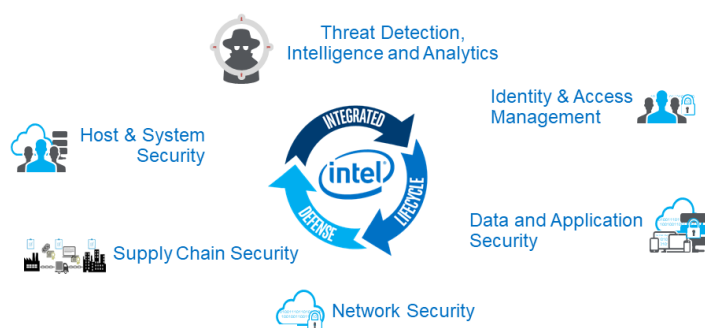 Threat Detection,
Intelligence and Analytics
Identity & Access
Management
Host & System
Security
INTEGRATED
intel
LIFECYCLE
DEFENSE
Data and Application
Security
Supply Chain Security
Network Security